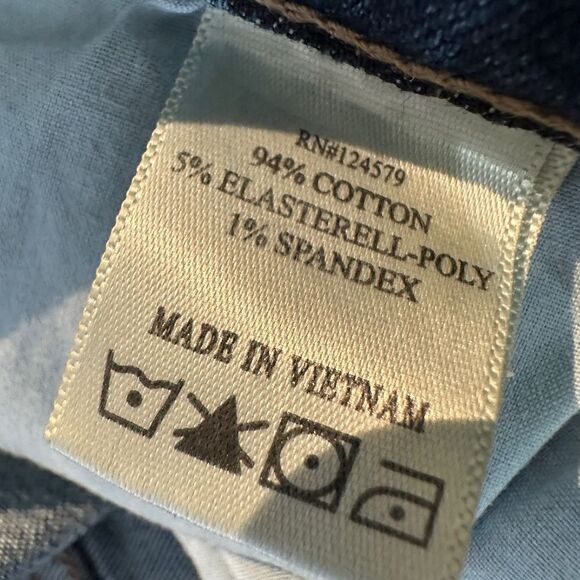 RN#124579
94% COTTON
5% ELASTERELL-POLY
1% SPANDEX
MADE IN VIETNAM